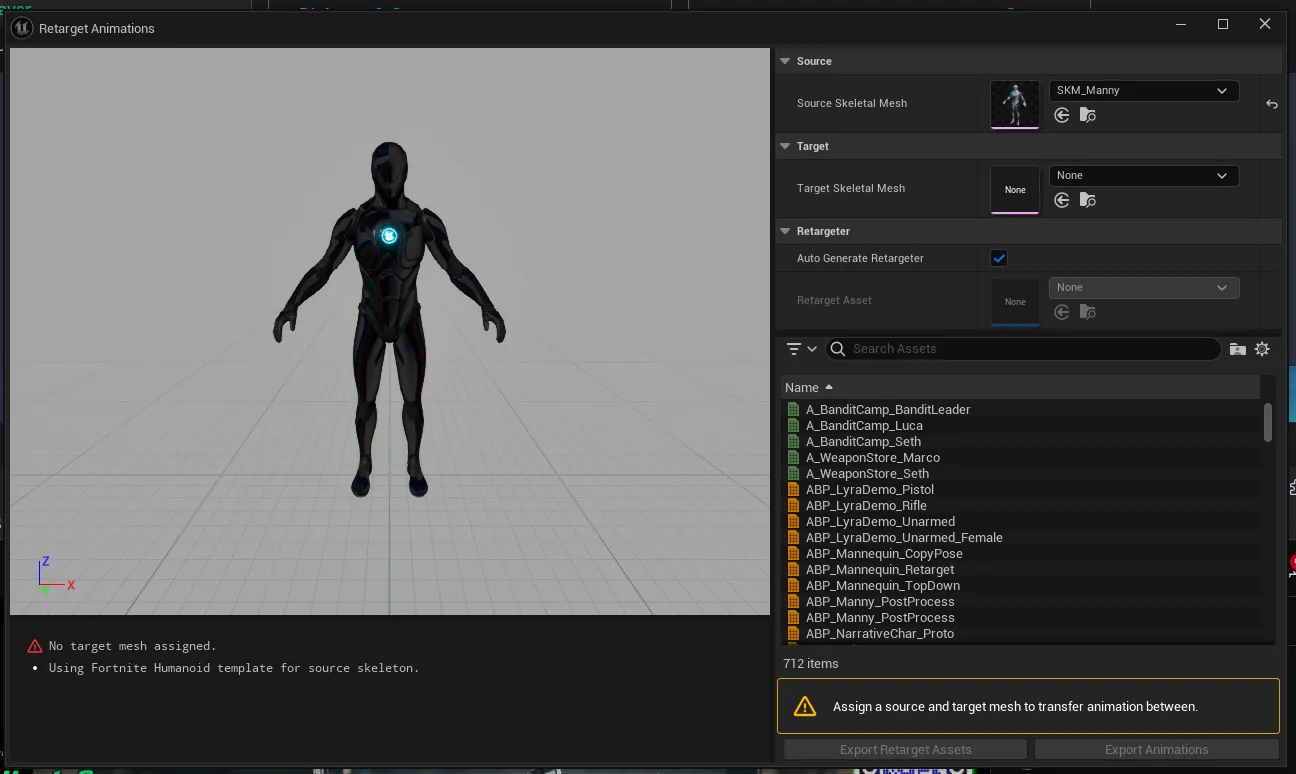 Retarget Animations
Source
Source Skeletal Mesh
SKM_Manny
Target
Target Skeletal Mesh
None
None
Retargeter
Auto Generate Retargeter
Retarget Asset
None
None
Search Assets
Name
A_BanditCamp_BanditLeader
A_BanditCamp_Luca
A_BanditCamp_Seth
A_WeaponStore_Marco
A_WeaponStore_Seth
ABP_LyraDemo_Pistol
ABP_LyraDemo_Rifle
ABP_LyraDemo_Unarmed
ABP_LyraDemo_Unarmed_Female
ABP_Mannequin_CopyPose
ABP_Mannequin_Retarget
ABP_Mannequin_TopDown
ABP_Manny_PostProcess
ABP_Manny_PostProcess
ABP_NarrativeChar_Proto
712 items
Z
X
Y
No target mesh assigned.
• Using Fortnite Humanoid template for source skeleton.
Assign a source and target mesh to transfer animation between.
Export Retarget Assets
Export Animations